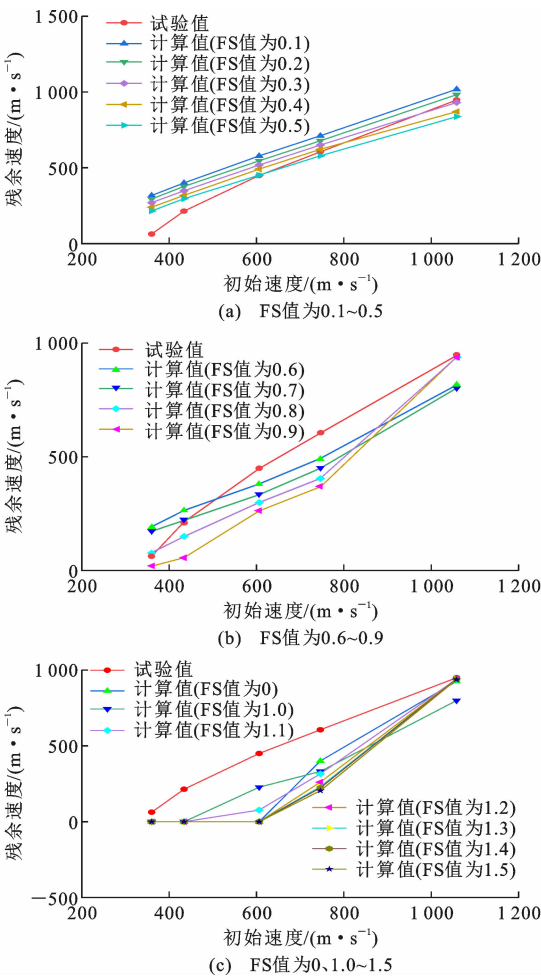 残余速度/(m·s⁻¹)
1 500
1 000
500
0
试验值
计算值(FS值为0.1)
计算值(FS值为0.2)
计算值(FS值为0.3)
计算值(FS值为0.4)
计算值(FS值为0.5)
200 400 600 800 1 000 1 200
初始速度/(m·s⁻¹)
(a) FS值为0.1~0.5
残余速度/(m·s⁻¹)
1 000
500
0
试验值
计算值(FS值为0.6)
计算值(FS值为0.7)
计算值(FS值为0.8)
计算值(FS值为0.9)
200 400 600 800 1 000 1 200
初始速度/(m·s⁻¹)
(b) FS值为0.6~0.9
残余速度/(m·s⁻¹)
1 000
500
0
−500
试验值
计算值(FS值为0)
计算值(FS值为1.0)
计算值(FS值为1.1)
计算值(FS值为1.2)
计算值(FS值为1.3)
计算值(FS值为1.4)
计算值(FS值为1.5)
200 400 600 800 1 000 1 200
初始速度/(m·s⁻¹)
(c) FS值为0、1.0~1.5